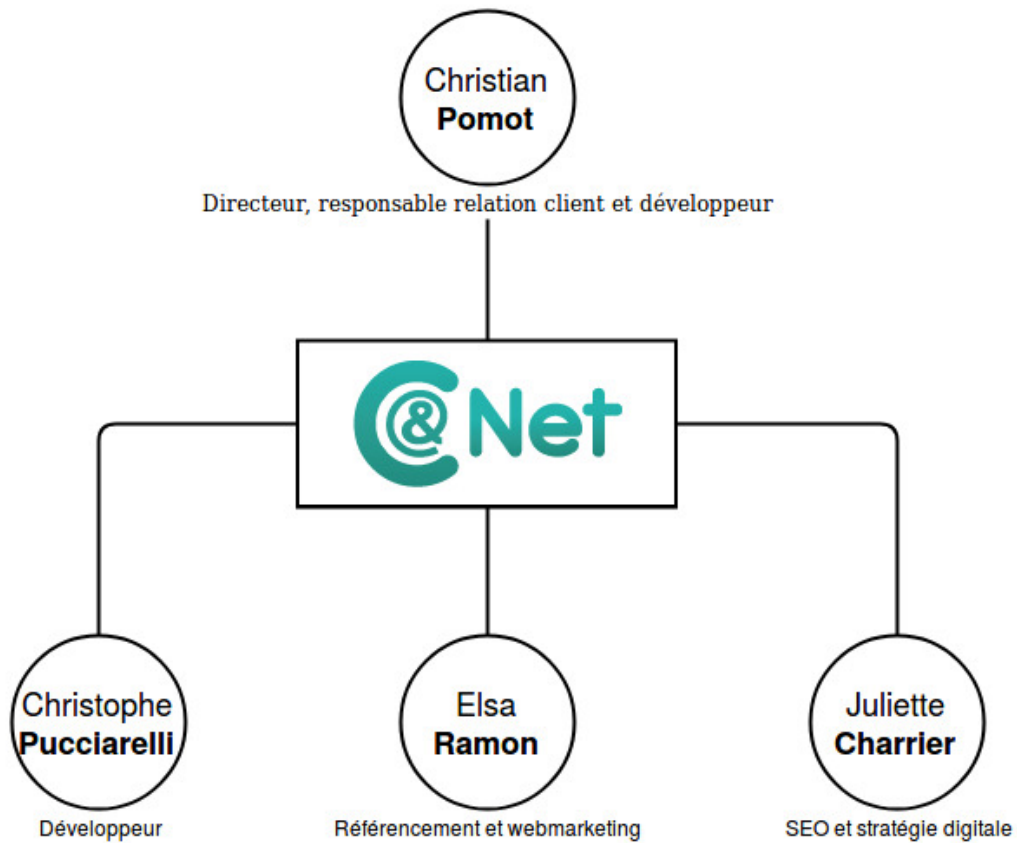 Christian
Pomot
Directeur, responsable relation client et développeur
C@& Net
Christophe
Pucciarelli
Développeur
Elsa
Ramon
Référencement et webmarketing
Juliette
Charrier
SEO et stratégie digitale